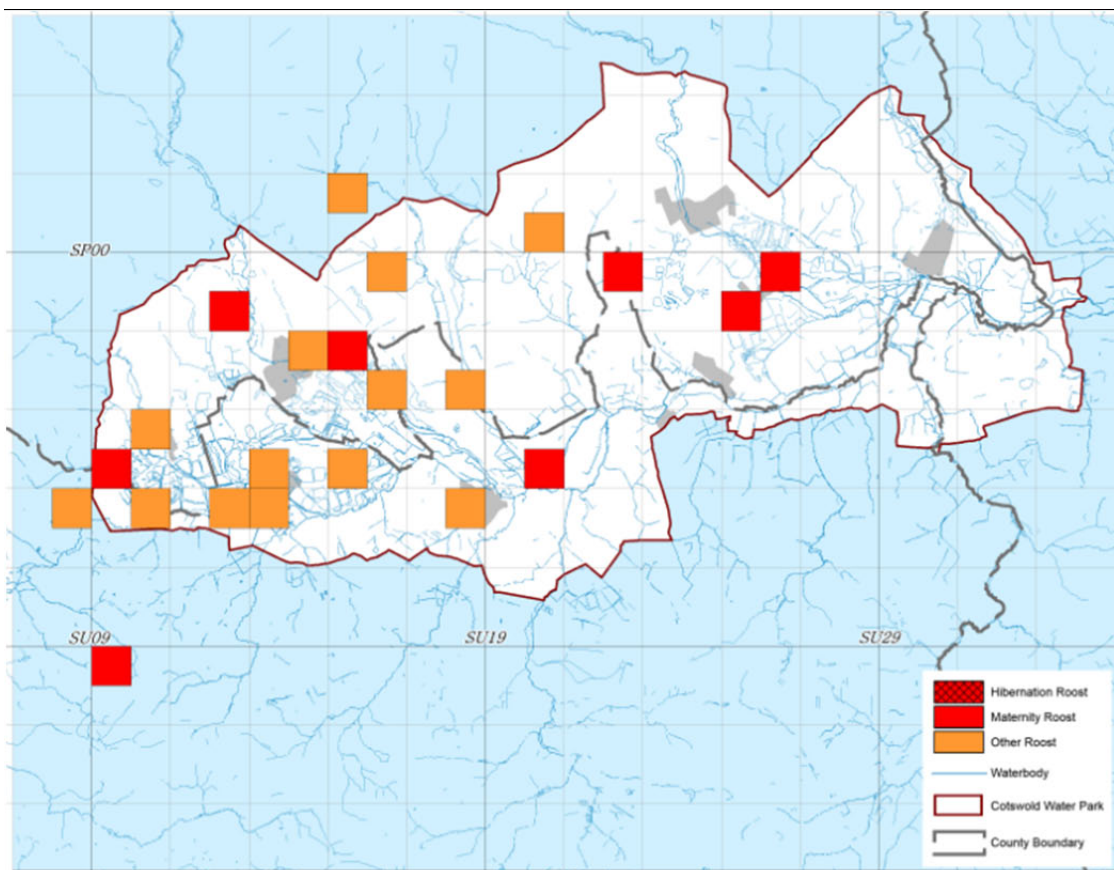 SP00
SU09
SU19
SU29
Hibernation Roost
Maternity Roost
Other Roost
Waterbody
Cotswold Water Park
County Boundary